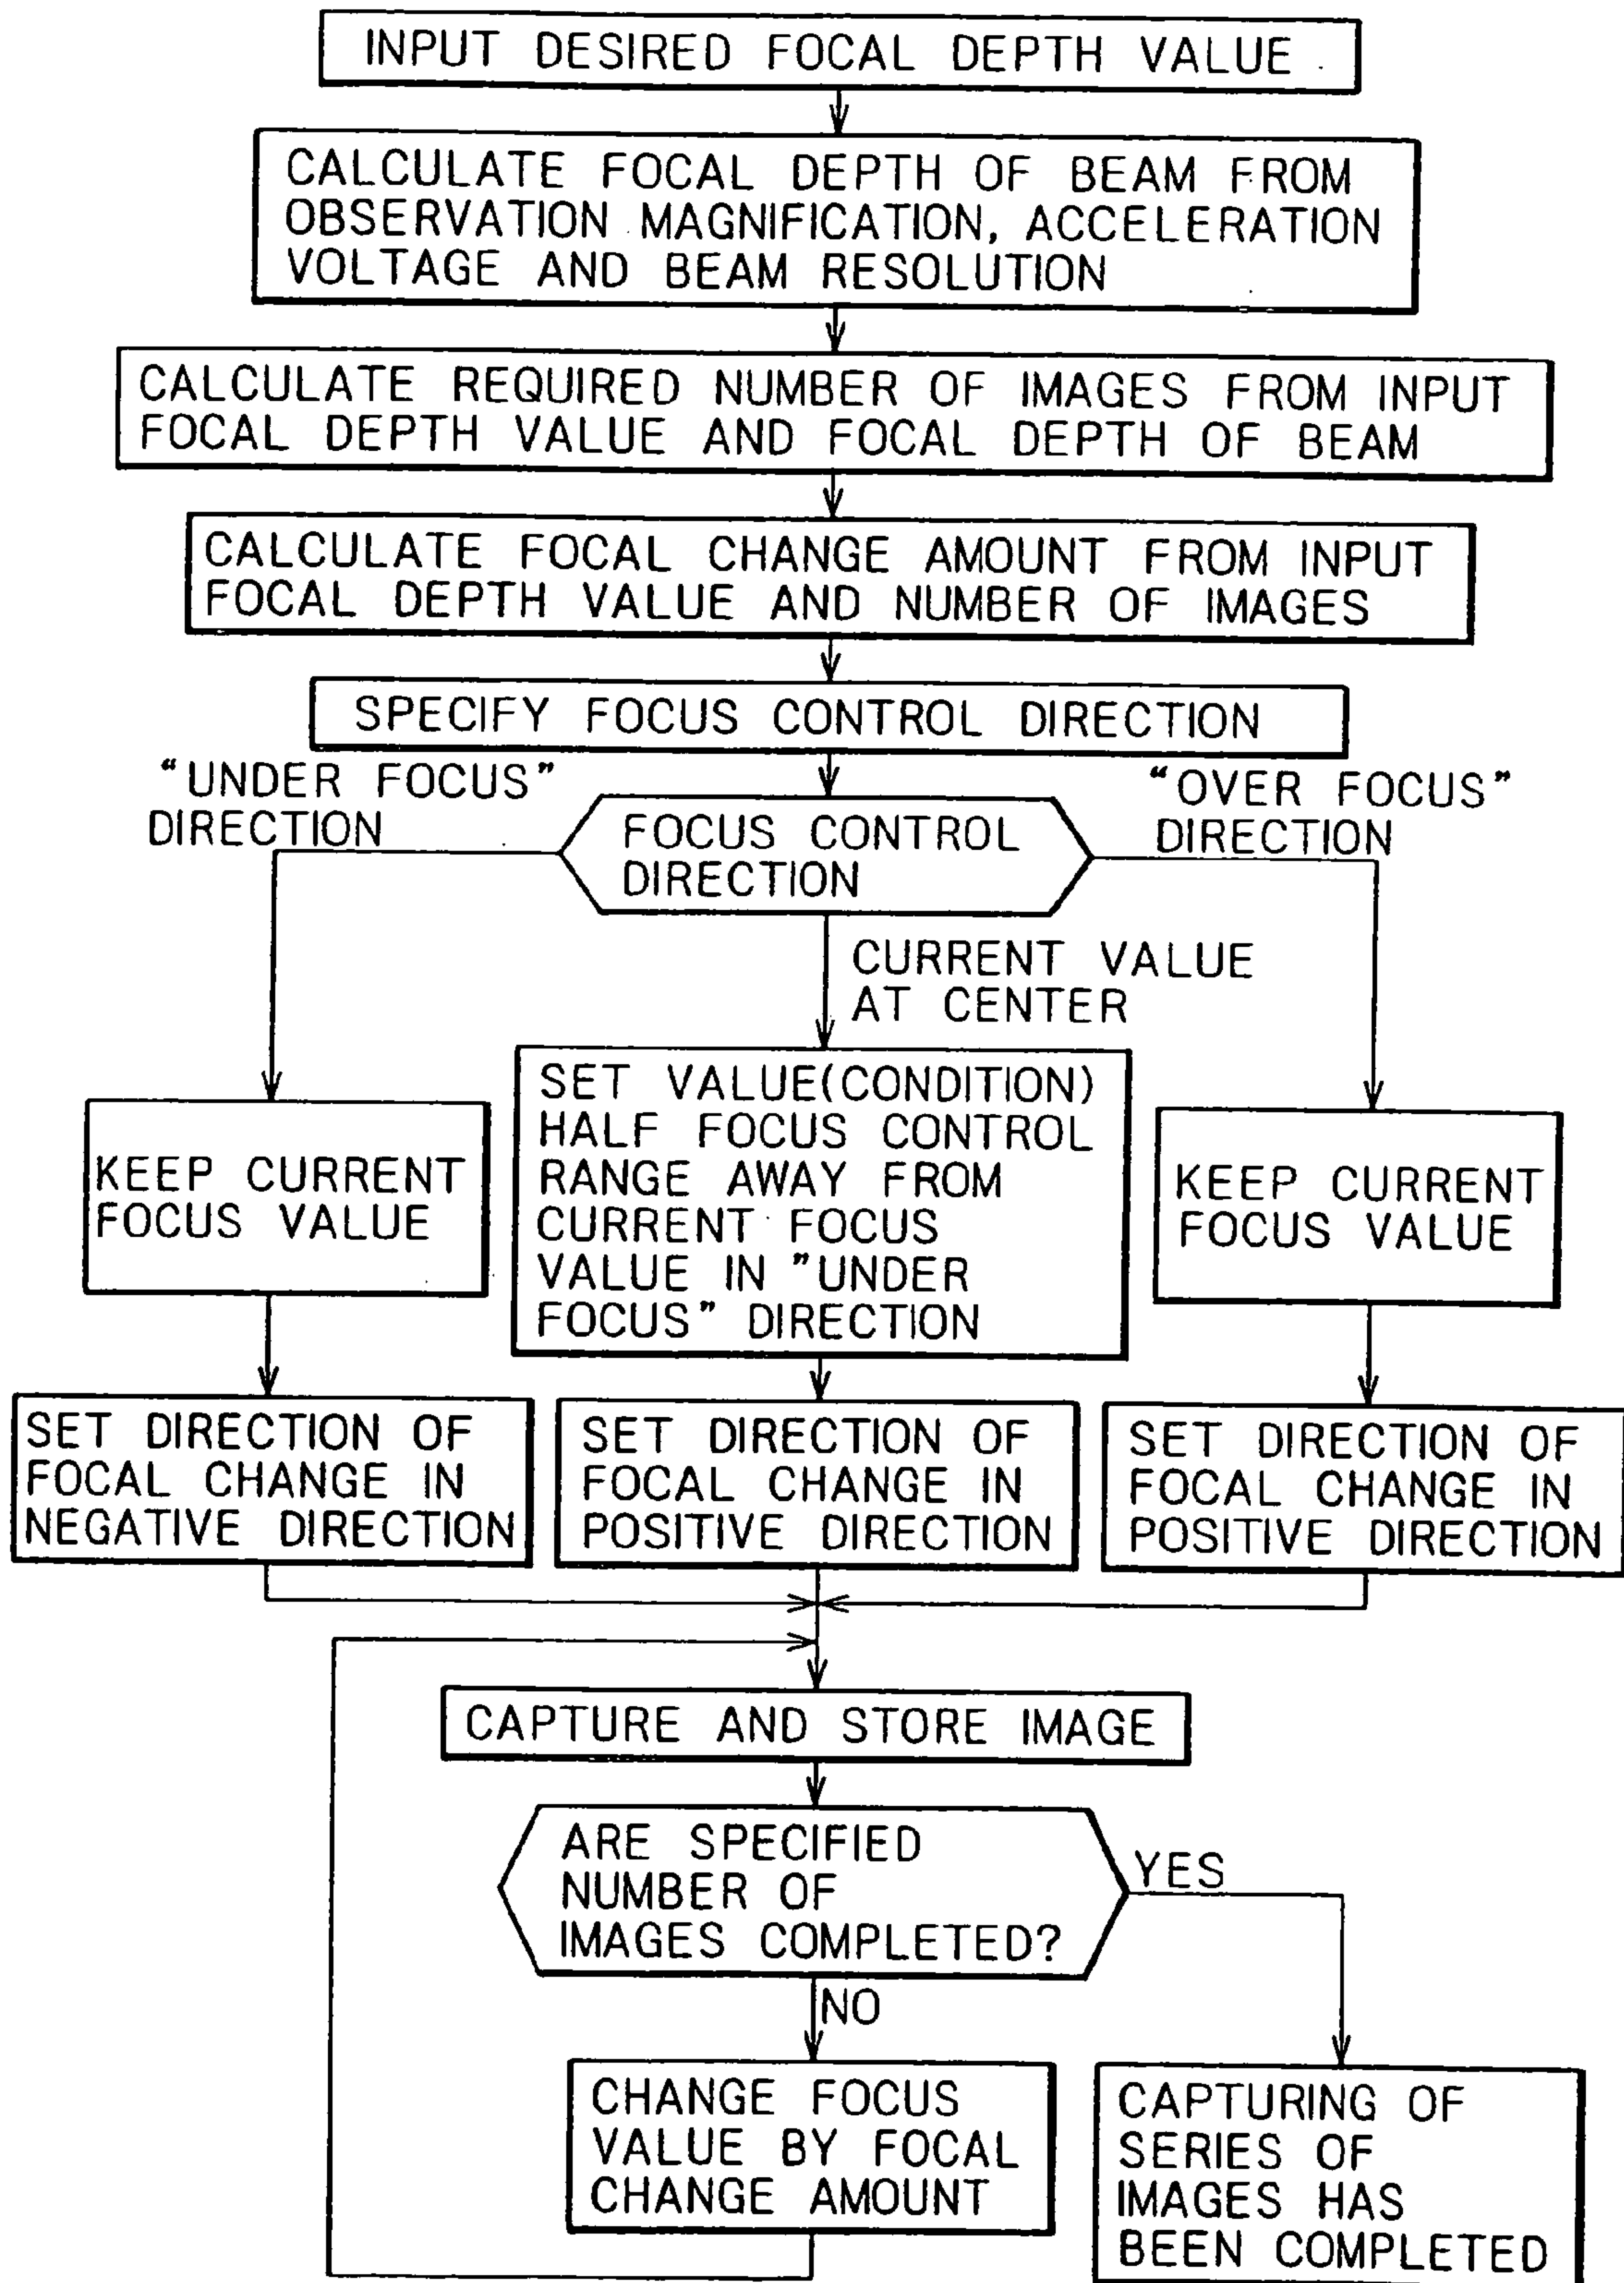 INPUT DESIRED FOCAL DEPTH VALUE
CALCULATE FOCAL DEPTH OF BEAM FROM
OBSERVATION MAGNIFICATION, ACCELERATION
VOLTAGE AND BEAM RESOLUTION
CALCULATE REQUIRED NUMBER OF IMAGES FROM INPUT
FOCAL DEPTH VALUE AND FOCAL DEPTH OF BEAM
CALCULATE FOCAL CHANGE AMOUNT FROM INPUT
FOCAL DEPTH VALUE AND NUMBER OF IMAGES
SPECIFY FOCUS CONTROL DIRECTION
“UNDER FOCUS”
DIRECTION
FOCUS CONTROL
DIRECTION
“OVER FOCUS”
DIRECTION
CURRENT VALUE
AT CENTER
KEEP CURRENT
FOCUS VALUE
SET VALUE(CONDITION)
HALF FOCUS CONTROL
RANGE AWAY FROM
CURRENT FOCUS
VALUE IN ”UNDER
FOCUS” DIRECTION
KEEP CURRENT
FOCUS VALUE
SET DIRECTION OF
FOCAL CHANGE IN
NEGATIVE DIRECTION
SET DIRECTION OF
FOCAL CHANGE IN
POSITIVE DIRECTION
SET DIRECTION OF
FOCAL CHANGE IN
POSITIVE DIRECTION
CAPTURE AND STORE IMAGE
ARE SPECIFIED
NUMBER OF
IMAGES COMPLETED?
YES
NO
CHANGE FOCUS
VALUE BY FOCAL
CHANGE AMOUNT
CAPTURING OF
SERIES OF
IMAGES HAS
BEEN COMPLETED